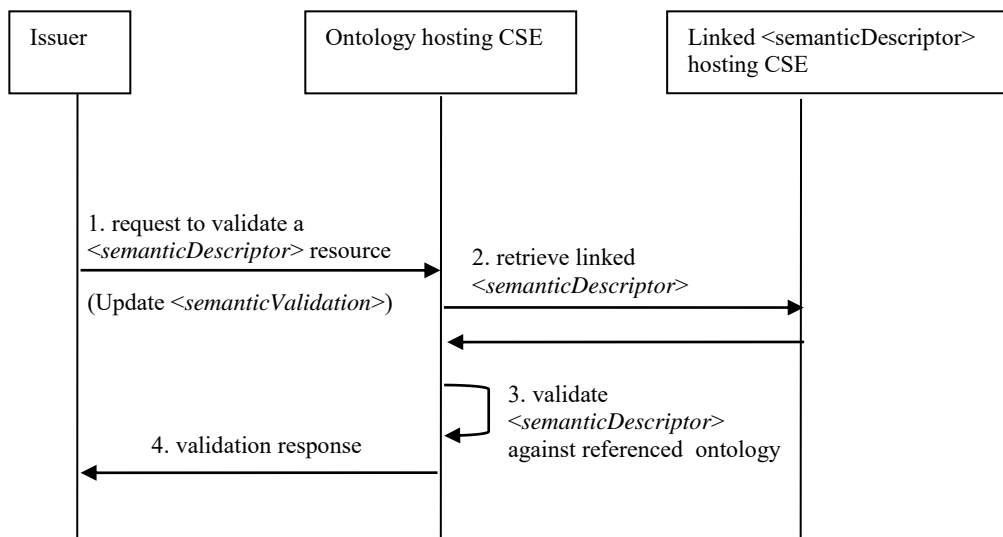 Issuer
Ontology hosting CSE
Linked <semanticDescriptor>
hosting CSE
1. request to validate a
<semanticDescriptor> resource
(Update <semanticValidation>)
2. retrieve linked
<semanticDescriptor>
3. validate
<semanticDescriptor>
against referenced ontology
4. validation response